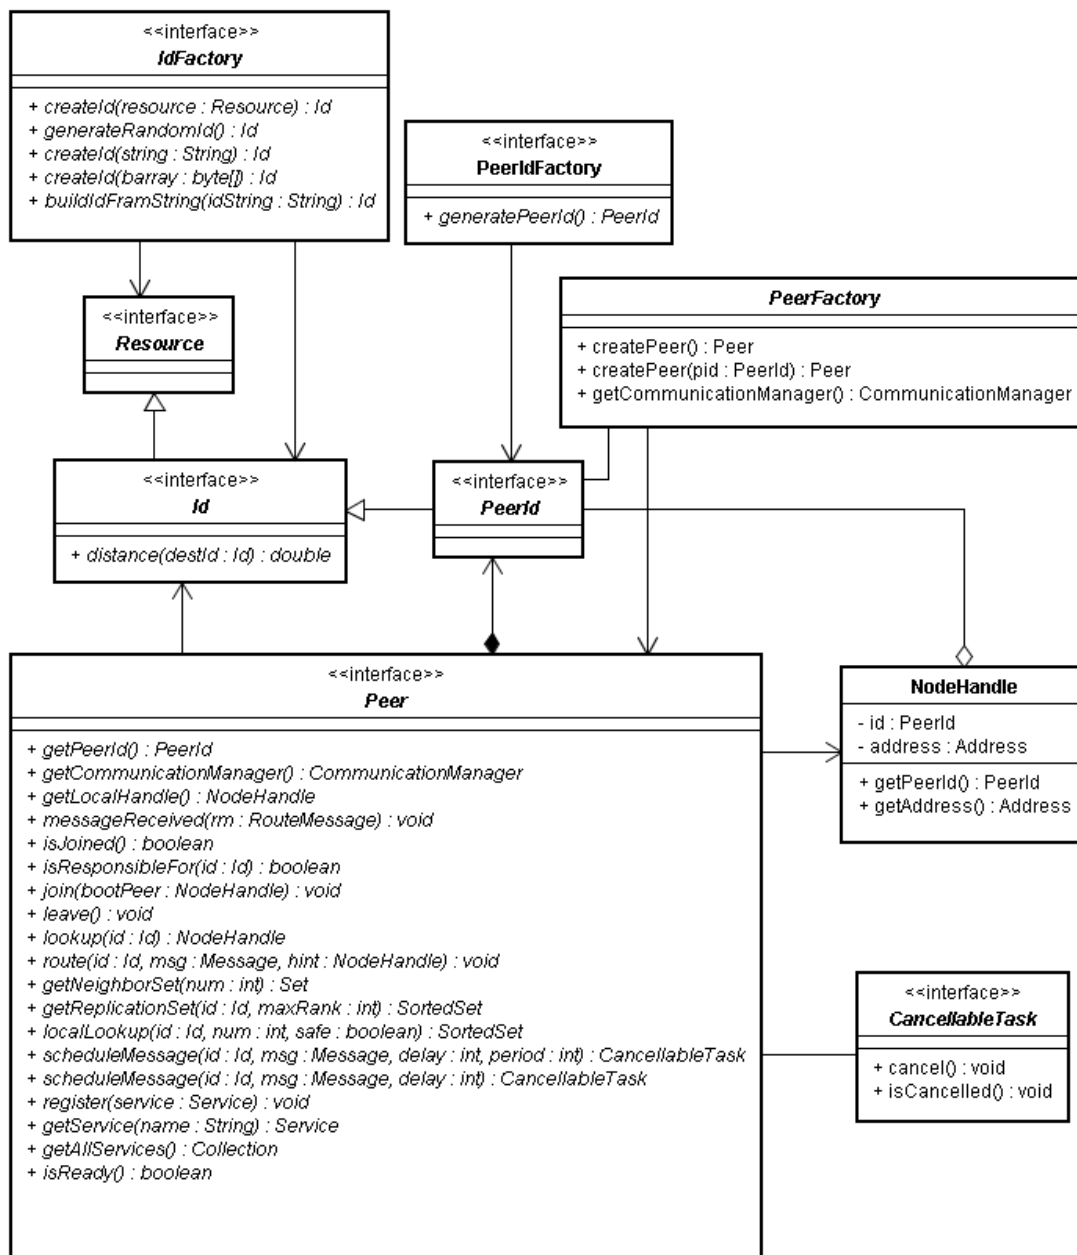 <<interface>>
IdFactory
+ createId(resource : Resource) : Id
+ generateRandomId() : Id
+ createId(string : String) : Id
+ createId(barray : byte[]) : Id
+ buildIdFramString(idString : String) : Id
<<interface>>
PeerIdFactory
+ generatePeerId() : PeerId
<<interface>>
Resource
PeerFactory
+ createPeer() : Peer
+ createPeer(pid : PeerId) : Peer
+ getCommunicationManager() : CommunicationManager
<<interface>>
Id
+ distance(destId : Id) : double
<<interface>>
PeerId
<<interface>>
Peer
+ getPeerId() : PeerId
+ getCommunicationManager() : CommunicationManager
+ getLocalHandle() : NodeHandle
+ messageReceived(rm : RouteMessage) : void
+ isJoined() : boolean
+ isResponsibleFor(id : Id) : boolean
+ join(bootPeer : NodeHandle) : void
+ leave() : void
+ lookup(id : Id) : NodeHandle
+ route(id : Id, msg : Message, hint : NodeHandle) : void
+ getNeighborSet(num : int) : Set
+ getReplicationSet(id : Id, maxRank : int) : SortedSet
+ localLookup(id : Id, num : int, safe : boolean) : SortedSet
+ scheduleMessage(id : Id, msg : Message, delay : int, period : int) : CancellableTask
+ scheduleMessage(id : Id, msg : Message, delay : int) : CancellableTask
+ register(service : Service) : void
+ getService(name : String) : Service
+ getAllServices() : Collection
+ isReady() : boolean
NodeHandle
- id : PeerId
- address : Address
+ getPeerId() : PeerId
+ getAddress() : Address
<<interface>>
CancellableTask
+ cancel() : void
+ isCancelled() : void